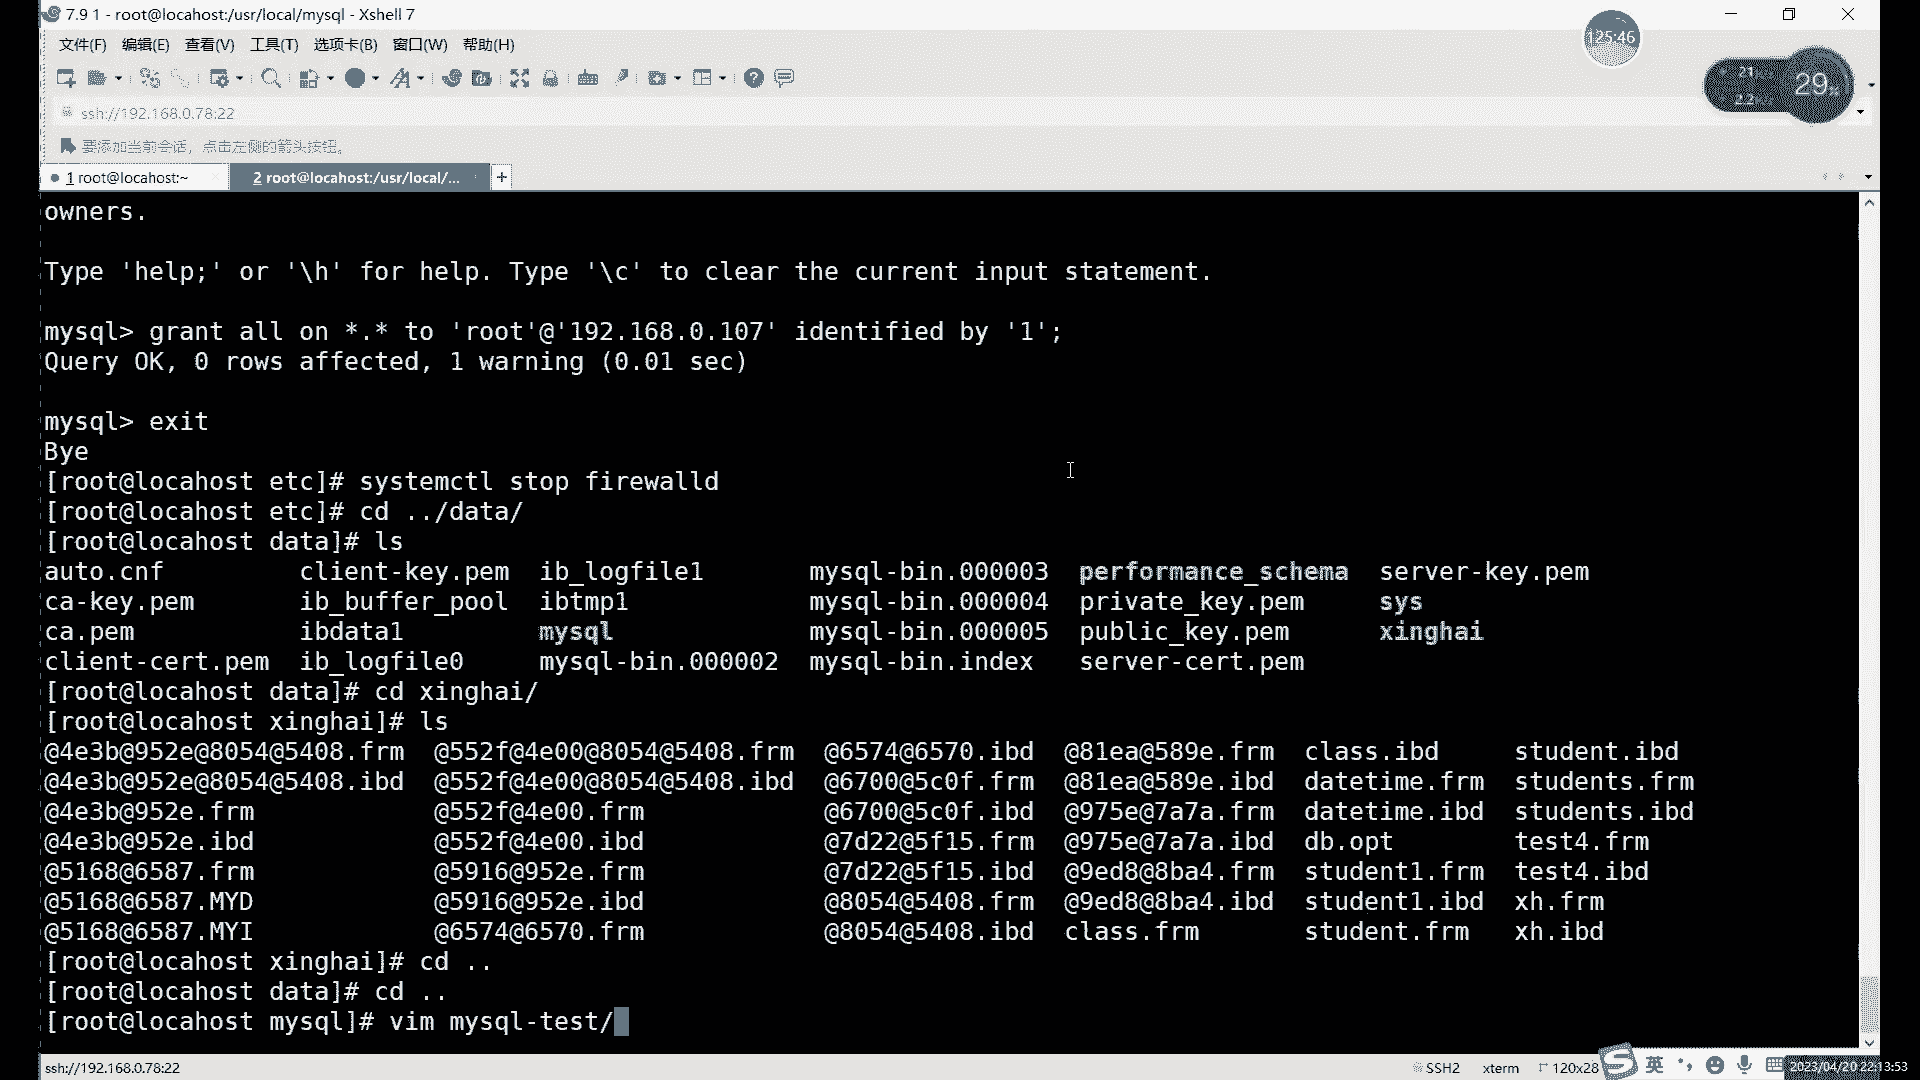 7.9 1 - root@locahost:/usr/local/mysql - Xshell 7
文件(F) 编辑(E) 查看(V) 工具(T) 选项卡(B) 窗口(W) 帮助(H)
125:46
29%
ssh://192.168.0.78:22
要添加当前会话，点击左侧的箭头按钮。
1 root@locahost:~
2 root@locahost:/usr/local/...
owners.
Type 'help;' or '\h' for help. Type '\c' to clear the current input statement.
mysql> grant all on *.* to 'root'@'192.168.0.107' identified by '1';
Query OK, 0 rows affected, 1 warning (0.01 sec)
mysql> exit
Bye
[root@locahost etc]# systemctl stop firewalld
[root@locahost etc]# cd ../data/
[root@locahost data]# ls
auto.cnf client-key.pem ib_logfile1 mysql-bin.000003 performance_schema server-key.pem
ca-key.pem ib_buffer_pool ibtmp1 mysql-bin.000004 private_key.pem sys
ca.pem ibdata1 mysql mysql-bin.000005 public_key.pem xinghai
client-cert.pem ib_logfile0 mysql-bin.000002 mysql-bin.index server-cert.pem
[root@locahost data]# cd xinghai/
[root@locahost xinghai]# ls
@4e3b@952e@8054@5408.frm @552f@4e00@8054@5408.frm @6574@6570.ibd @81ea@589e.frm class.ibd student.ibd
@4e3b@952e@8054@5408.ibd @552f@4e00@8054@5408.ibd @6700@5c0f.frm @81ea@589e.ibd datetime.frm students.frm
@4e3b@952e.frm @552f@4e00.frm @6700@5c0f.ibd @975e@7a7a.frm datetime.ibd students.ibd
@4e3b@952e.ibd @552f@4e00.ibd @7d22@5f15.frm @975e@7a7a.ibd db.opt test4.frm
@5168@6587.frm @5916@952e.frm @7d22@5f15.ibd @9ed8@8ba4.frm student1.frm test4.ibd
@5168@6587.MYD @5916@952e.ibd @8054@5408.frm @9ed8@8ba4.ibd student1.ibd xh.frm
@5168@6587.MYI @6574@6570.frm @8054@5408.ibd class.frm student.frm xh.ibd
[root@locahost xinghai]# cd ..
[root@locahost data]# cd ..
[root@locahost mysql]# vim mysql-test/
ssh://192.168.0.78:22 SSH2 xterm 120x28 英 2023/04/20 22:13:53